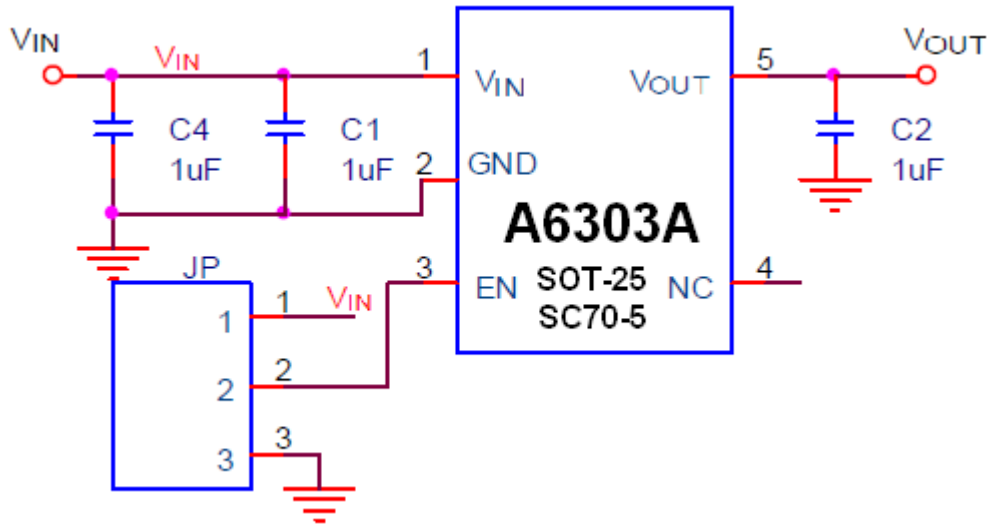 VIN
VIN
VOUT
1
5
VIN
VOUT
C4
1uF
C1
1uF
C2
1uF
2
GND
A6303A
SOT-25
SC70-5
3
EN
NC
4
JP
1
1
VIN
2
2
3
3